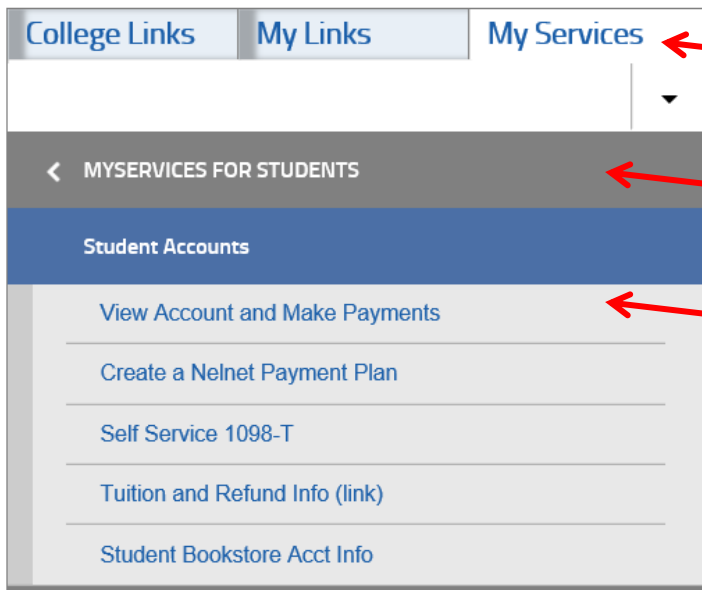 College Links My Links My Services
MYSERVICES FOR STUDENTS
Student Accounts
View Account and Make Payments
Create a Nelnet Payment Plan
Self Service 1098-T
Tuition and Refund Info (link)
Student Bookstore Acct Info